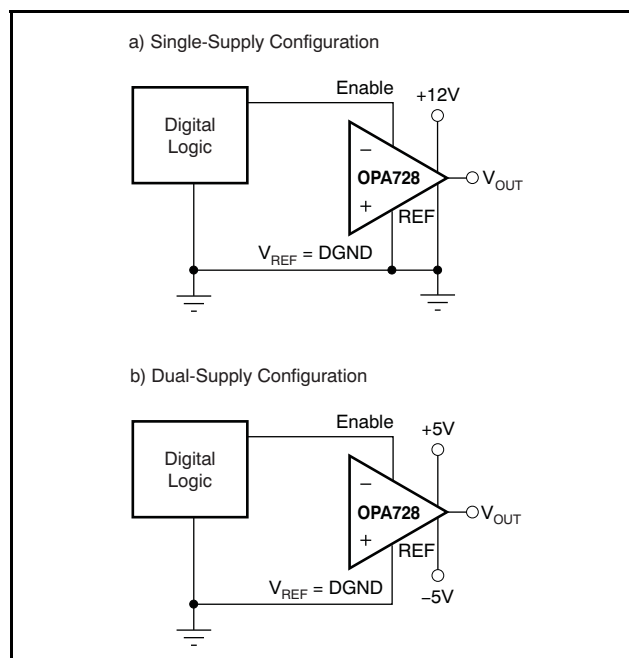 a) Single-Supply Configuration
Enable
+12V
Digital
Logic
−
OPA728
V_OUT
+
REF
V_REF = DGND
b) Dual-Supply Configuration
Enable
+5V
Digital
Logic
−
OPA728
V_OUT
+
REF
V_REF = DGND
−5V